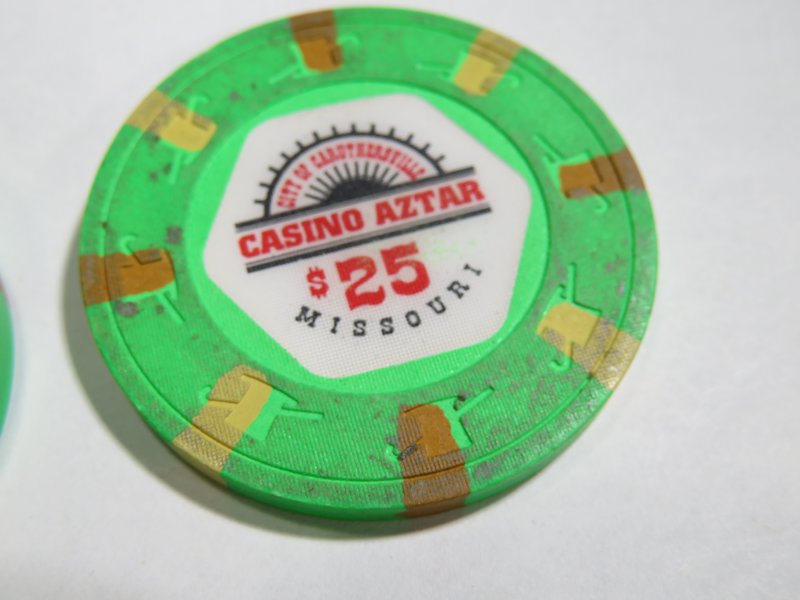 CITY OF CARUTHERSVILLE
CASINO AZTAR
$25
MISSOURI